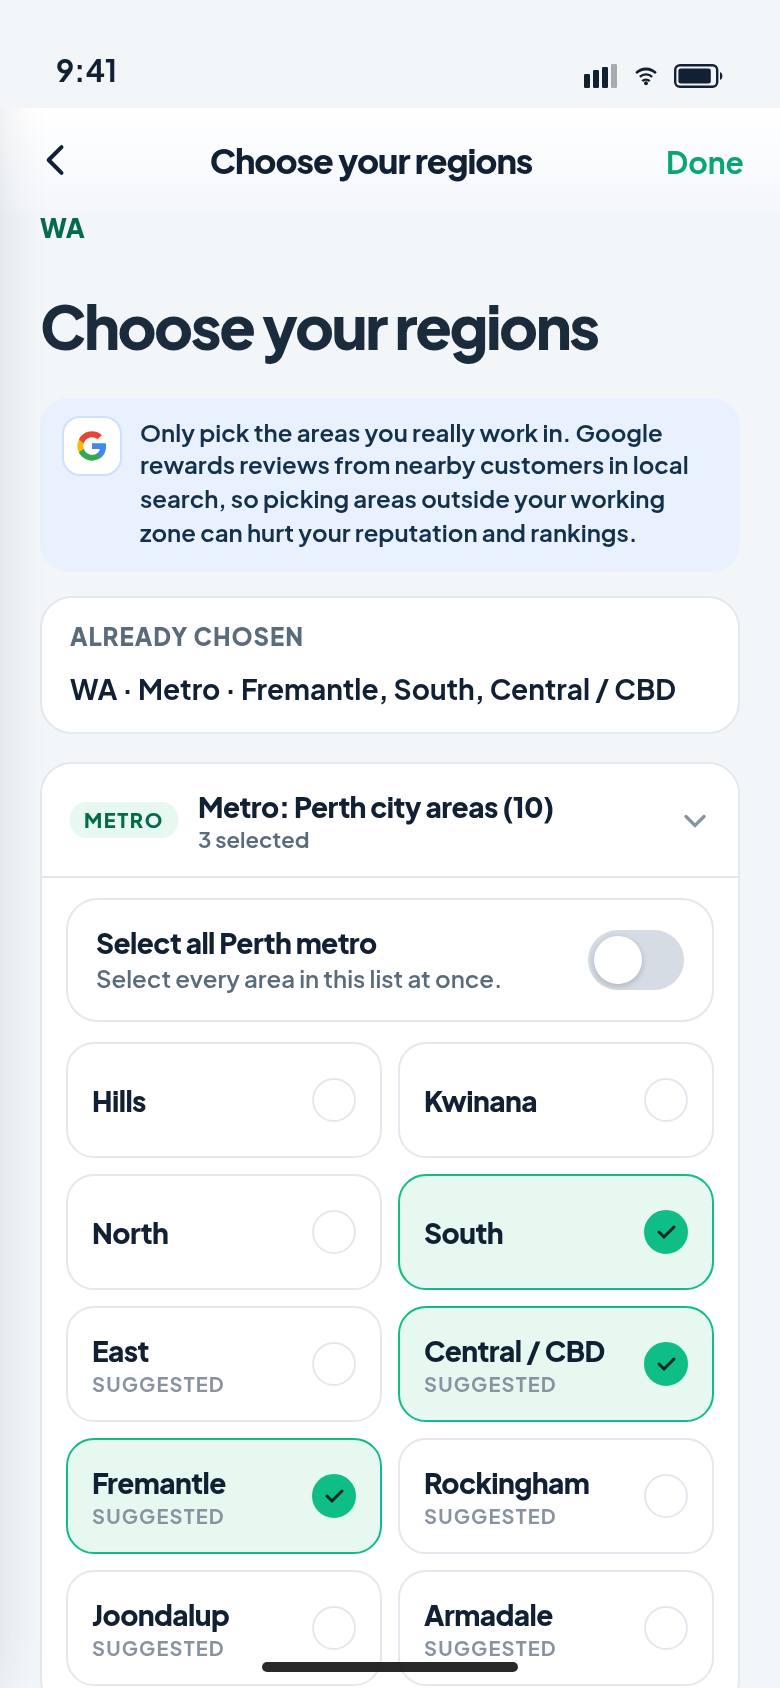 9:41
Choose your regions
Done
WA
Choose your regions
Only pick the areas you really work in. Google
rewards reviews from nearby customers in local
search, so picking areas outside your working
zone can hurt your reputation and rankings.
ALREADY CHOSEN
WA · Metro · Fremantle, South, Central / CBD
METRO
Metro: Perth city areas (10)
3 selected
Select all Perth metro
Select every area in this list at once.
Hills
Kwinana
North
South
East
SUGGESTED
Central / CBD
SUGGESTED
Fremantle
SUGGESTED
Rockingham
SUGGESTED
Joondalup
SUGGESTED
Armadale
SUGGESTED